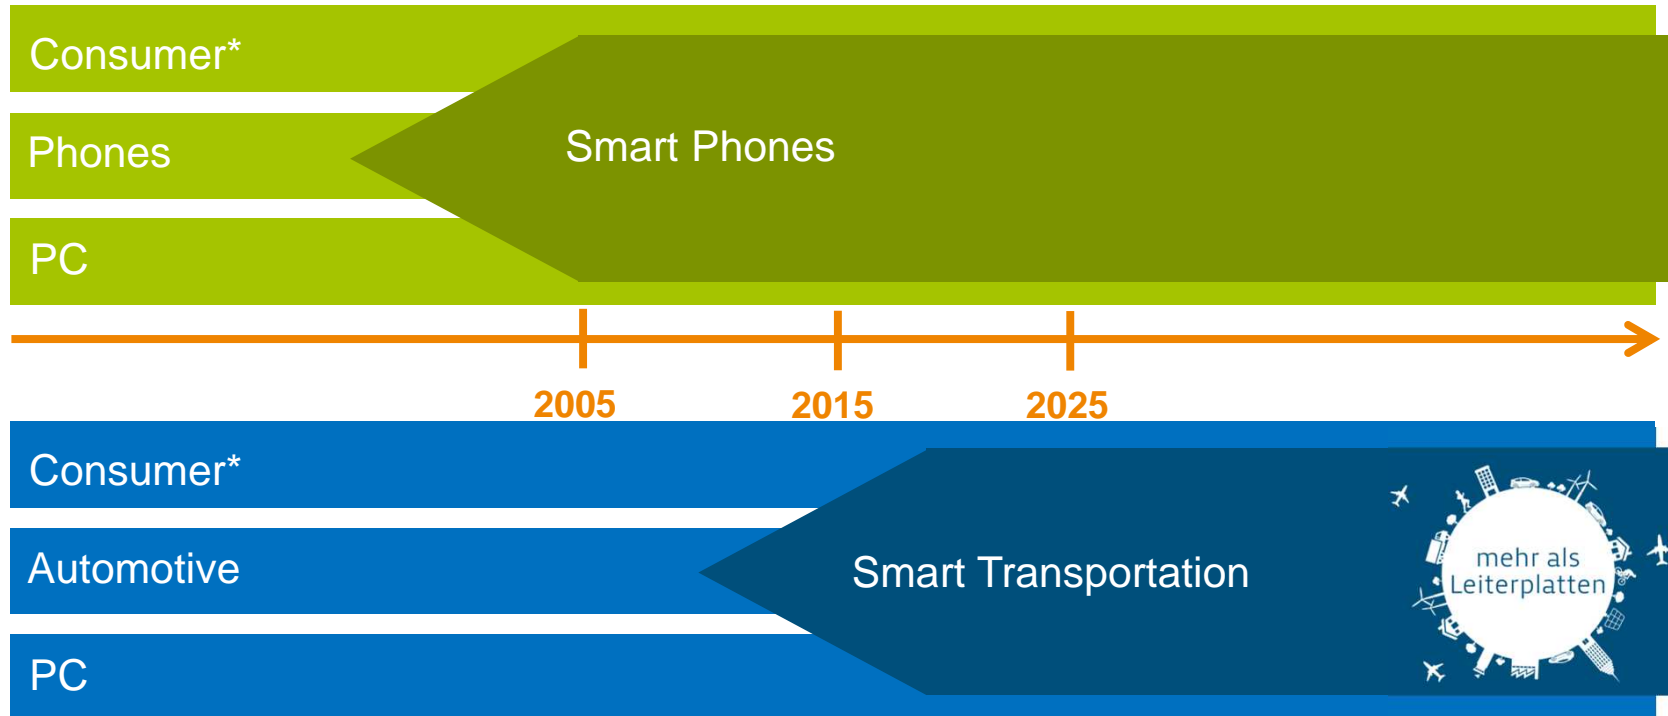 Consumer*
Phones
Smart Phones
PC
2005 2015 2025
Consumer*
Automotive
Smart Transportation
mehr als
Leiterplatten
PC